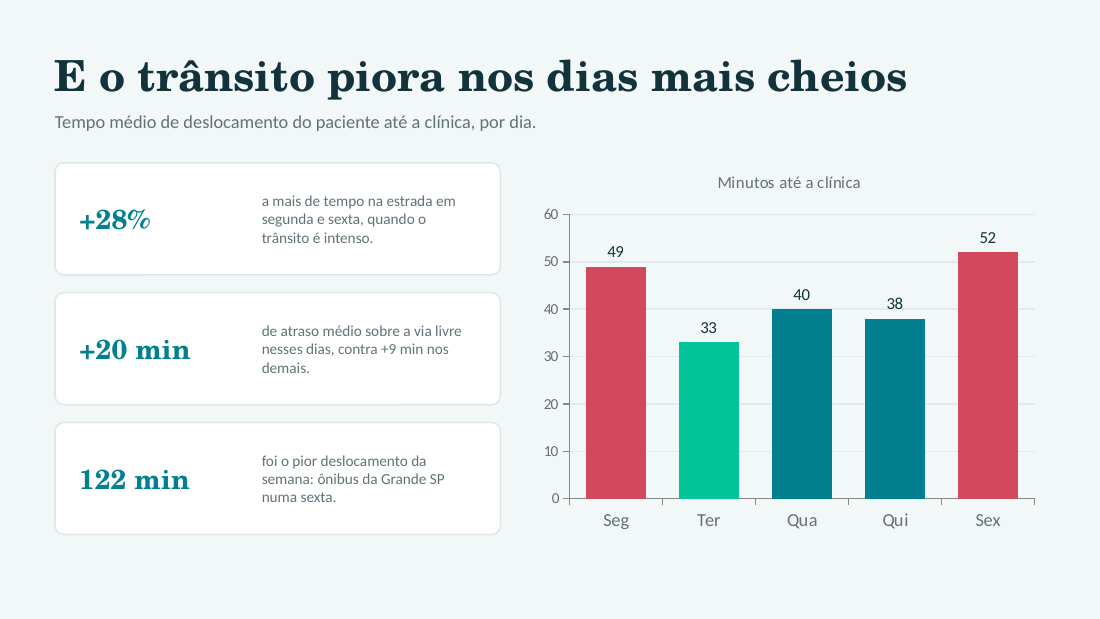 E o trânsito piora nos dias mais cheios
Tempo médio de deslocamento do paciente até a clínica, por dia.
+28%
a mais de tempo na estrada em
segunda e sexta, quando o
trânsito é intenso.
+20 min
de atraso médio sobre a via livre
nesses dias, contra +9 min nos
demais.
122 min
foi o pior deslocamento da
semana: ônibus da Grande SP
numa sexta.
Minutos até a clínica
60
50
40
30
20
10
0
49
33
40
38
52
Seg
Ter
Qua
Qui
Sex